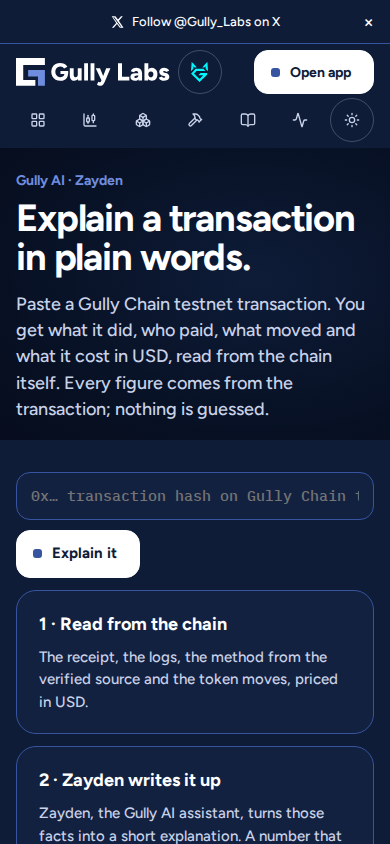 Follow @Gully_Labs on X
×
Gully Labs
Open app
Gully AI · Zayden
Explain a transaction
in plain words.
Paste a Gully Chain testnet transaction. You
get what it did, who paid, what moved and
what it cost in USD, read from the chain
itself. Every figure comes from the
transaction; nothing is guessed.
0x… transaction hash on Gully Chain
Explain it
1 · Read from the chain
The receipt, the logs, the method from the
verified source and the token moves, priced
in USD.
2 · Zayden writes it up
Zayden, the Gully AI assistant, turns those
facts into a short explanation. A number that